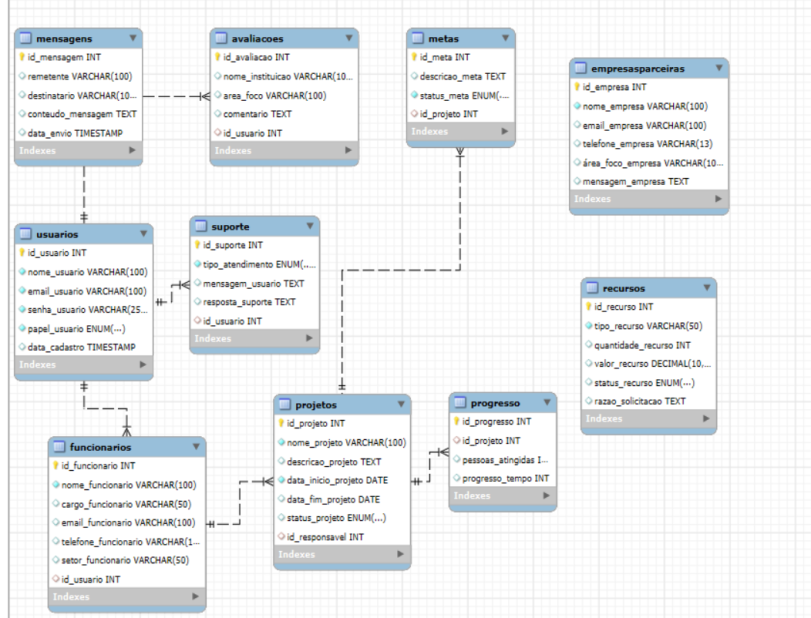 mensagens
id_mensagem INT
remetente VARCHAR(100)
destinatario VARCHAR(10...
conteudo_mensagem TEXT
data_envio TIMESTAMP
Indexes
avaliacoes
id_avaliacao INT
nome_instituicao VARCHAR(10...
area_foco VARCHAR(100)
comentario TEXT
id_usuario INT
Indexes
metas
id_meta INT
descricao_meta TEXT
status_meta ENUM(...
id_projeto INT
Indexes
empresasparceiras
id_empresa INT
nome_empresa VARCHAR(100)
email_empresa VARCHAR(100)
telefone_empresa VARCHAR(13)
área_foco_empresa VARCHAR(10...
mensagem_empresa TEXT
Indexes
usuarios
id_usuario INT
nome_usuario VARCHAR(100)
email_usuario VARCHAR(100)
senha_usuario VARCHAR(25...
papel_usuario ENUM(...)
data_cadastro TIMESTAMP
Indexes
suporte
id_suporte INT
tipo_atendimento ENUM(...
mensagem_usuario TEXT
resposta_suporte TEXT
id_usuario INT
Indexes
recursos
id_recurso INT
tipo_recurso VARCHAR(50)
quantidade_recurso INT
valor_recurso DECIMAL(10,...
status_recurso ENUM(...)
razao_solicitacao TEXT
Indexes
funcionarios
id_funcionario INT
nome_funcionario VARCHAR(100)
cargo_funcionario VARCHAR(50)
email_funcionario VARCHAR(100)
telefone_funcionario VARCHAR(1...
setor_funcionario VARCHAR(50)
id_usuario INT
Indexes
projetos
id_projeto INT
nome_projeto VARCHAR(100)
descricao_projeto TEXT
data_inicio_projeto DATE
data_fim_projeto DATE
status_projeto ENUM(...)
id_responsavel INT
Indexes
progresso
id_progresso INT
id_projeto INT
pessoas_atingidas I...
progresso_tempo INT
Indexes